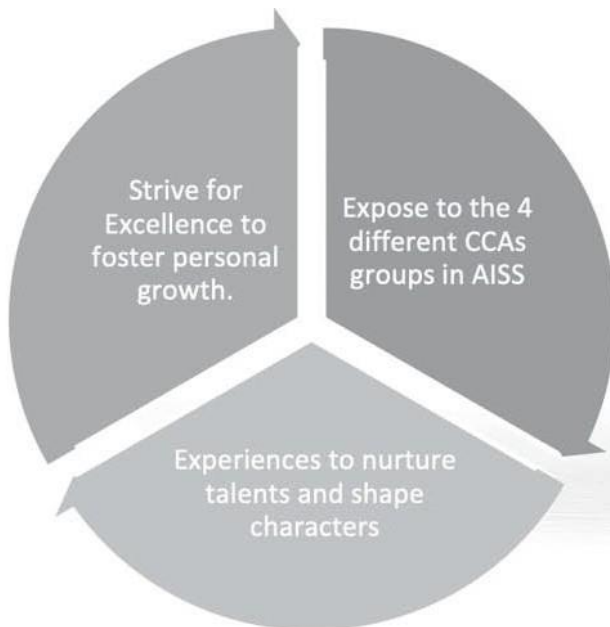 Strive for
Excellence to
foster personal
growth.
Expose to the 4
different CCAs
groups in AISS
Experiences to nurture
talents and shape
characters